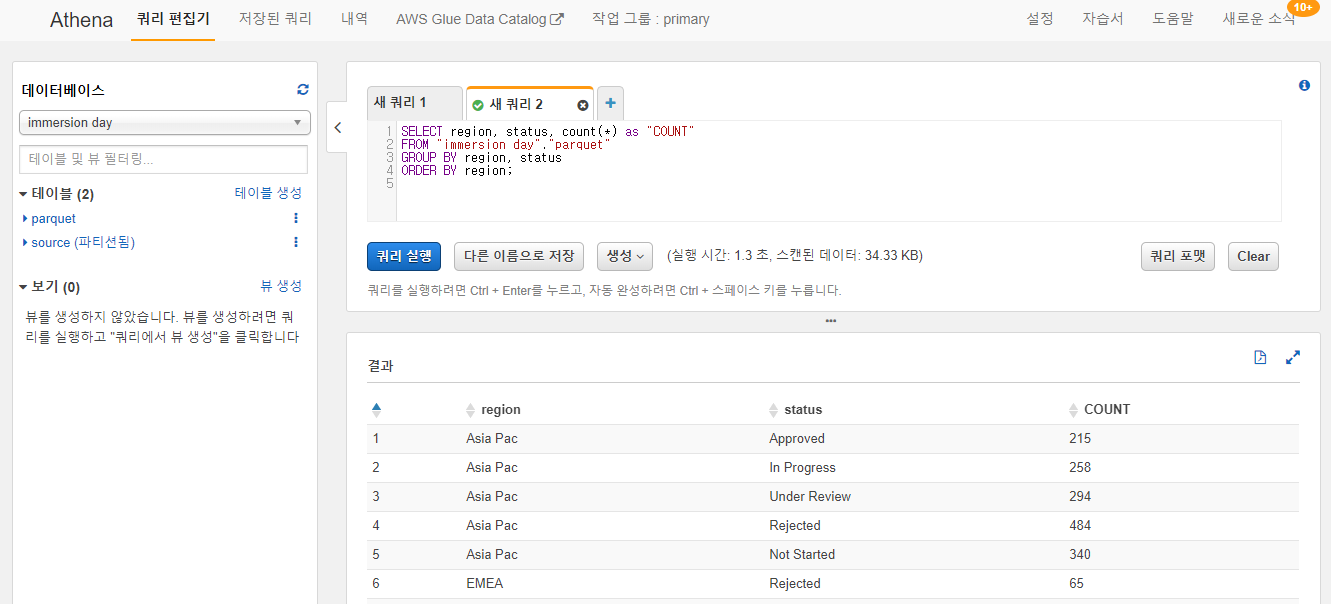 Athena 쿼리 편집기 저장된 쿼리 내역 AWS Glue Data Catalog 작업 그룹 : primary 설정 자습서 도움말 새로운 소식 10+
데이터베이스
immersion day
테이블 및 뷰 필터링...
테이블 (2) 테이블 생성
parquet
source (파티션됨)
보기 (0) 뷰 생성
뷰를 생성하지 않았습니다. 뷰를 생성하려면 쿼
리를 실행하고 "쿼리에서 뷰 생성"을 클릭합니다
새 쿼리 1 새 쿼리 2
1 SELECT region, status, count(*) as "COUNT"
2 FROM "immersion day"."parquet"
3 GROUP BY region, status
4 ORDER BY region;
5
쿼리 실행 다른 이름으로 저장 생성 (실행 시간: 1.3 초, 스캔된 데이터: 34.33 KB) 쿼리 포맷 Clear
쿼리를 실행하려면 Ctrl + Enter를 누르고, 자동 완성하려면 Ctrl + 스페이스 키를 누릅니다.
결과
region status COUNT
1 Asia Pac Approved 215
2 Asia Pac In Progress 258
3 Asia Pac Under Review 294
4 Asia Pac Rejected 484
5 Asia Pac Not Started 340
6 EMEA Rejected 65